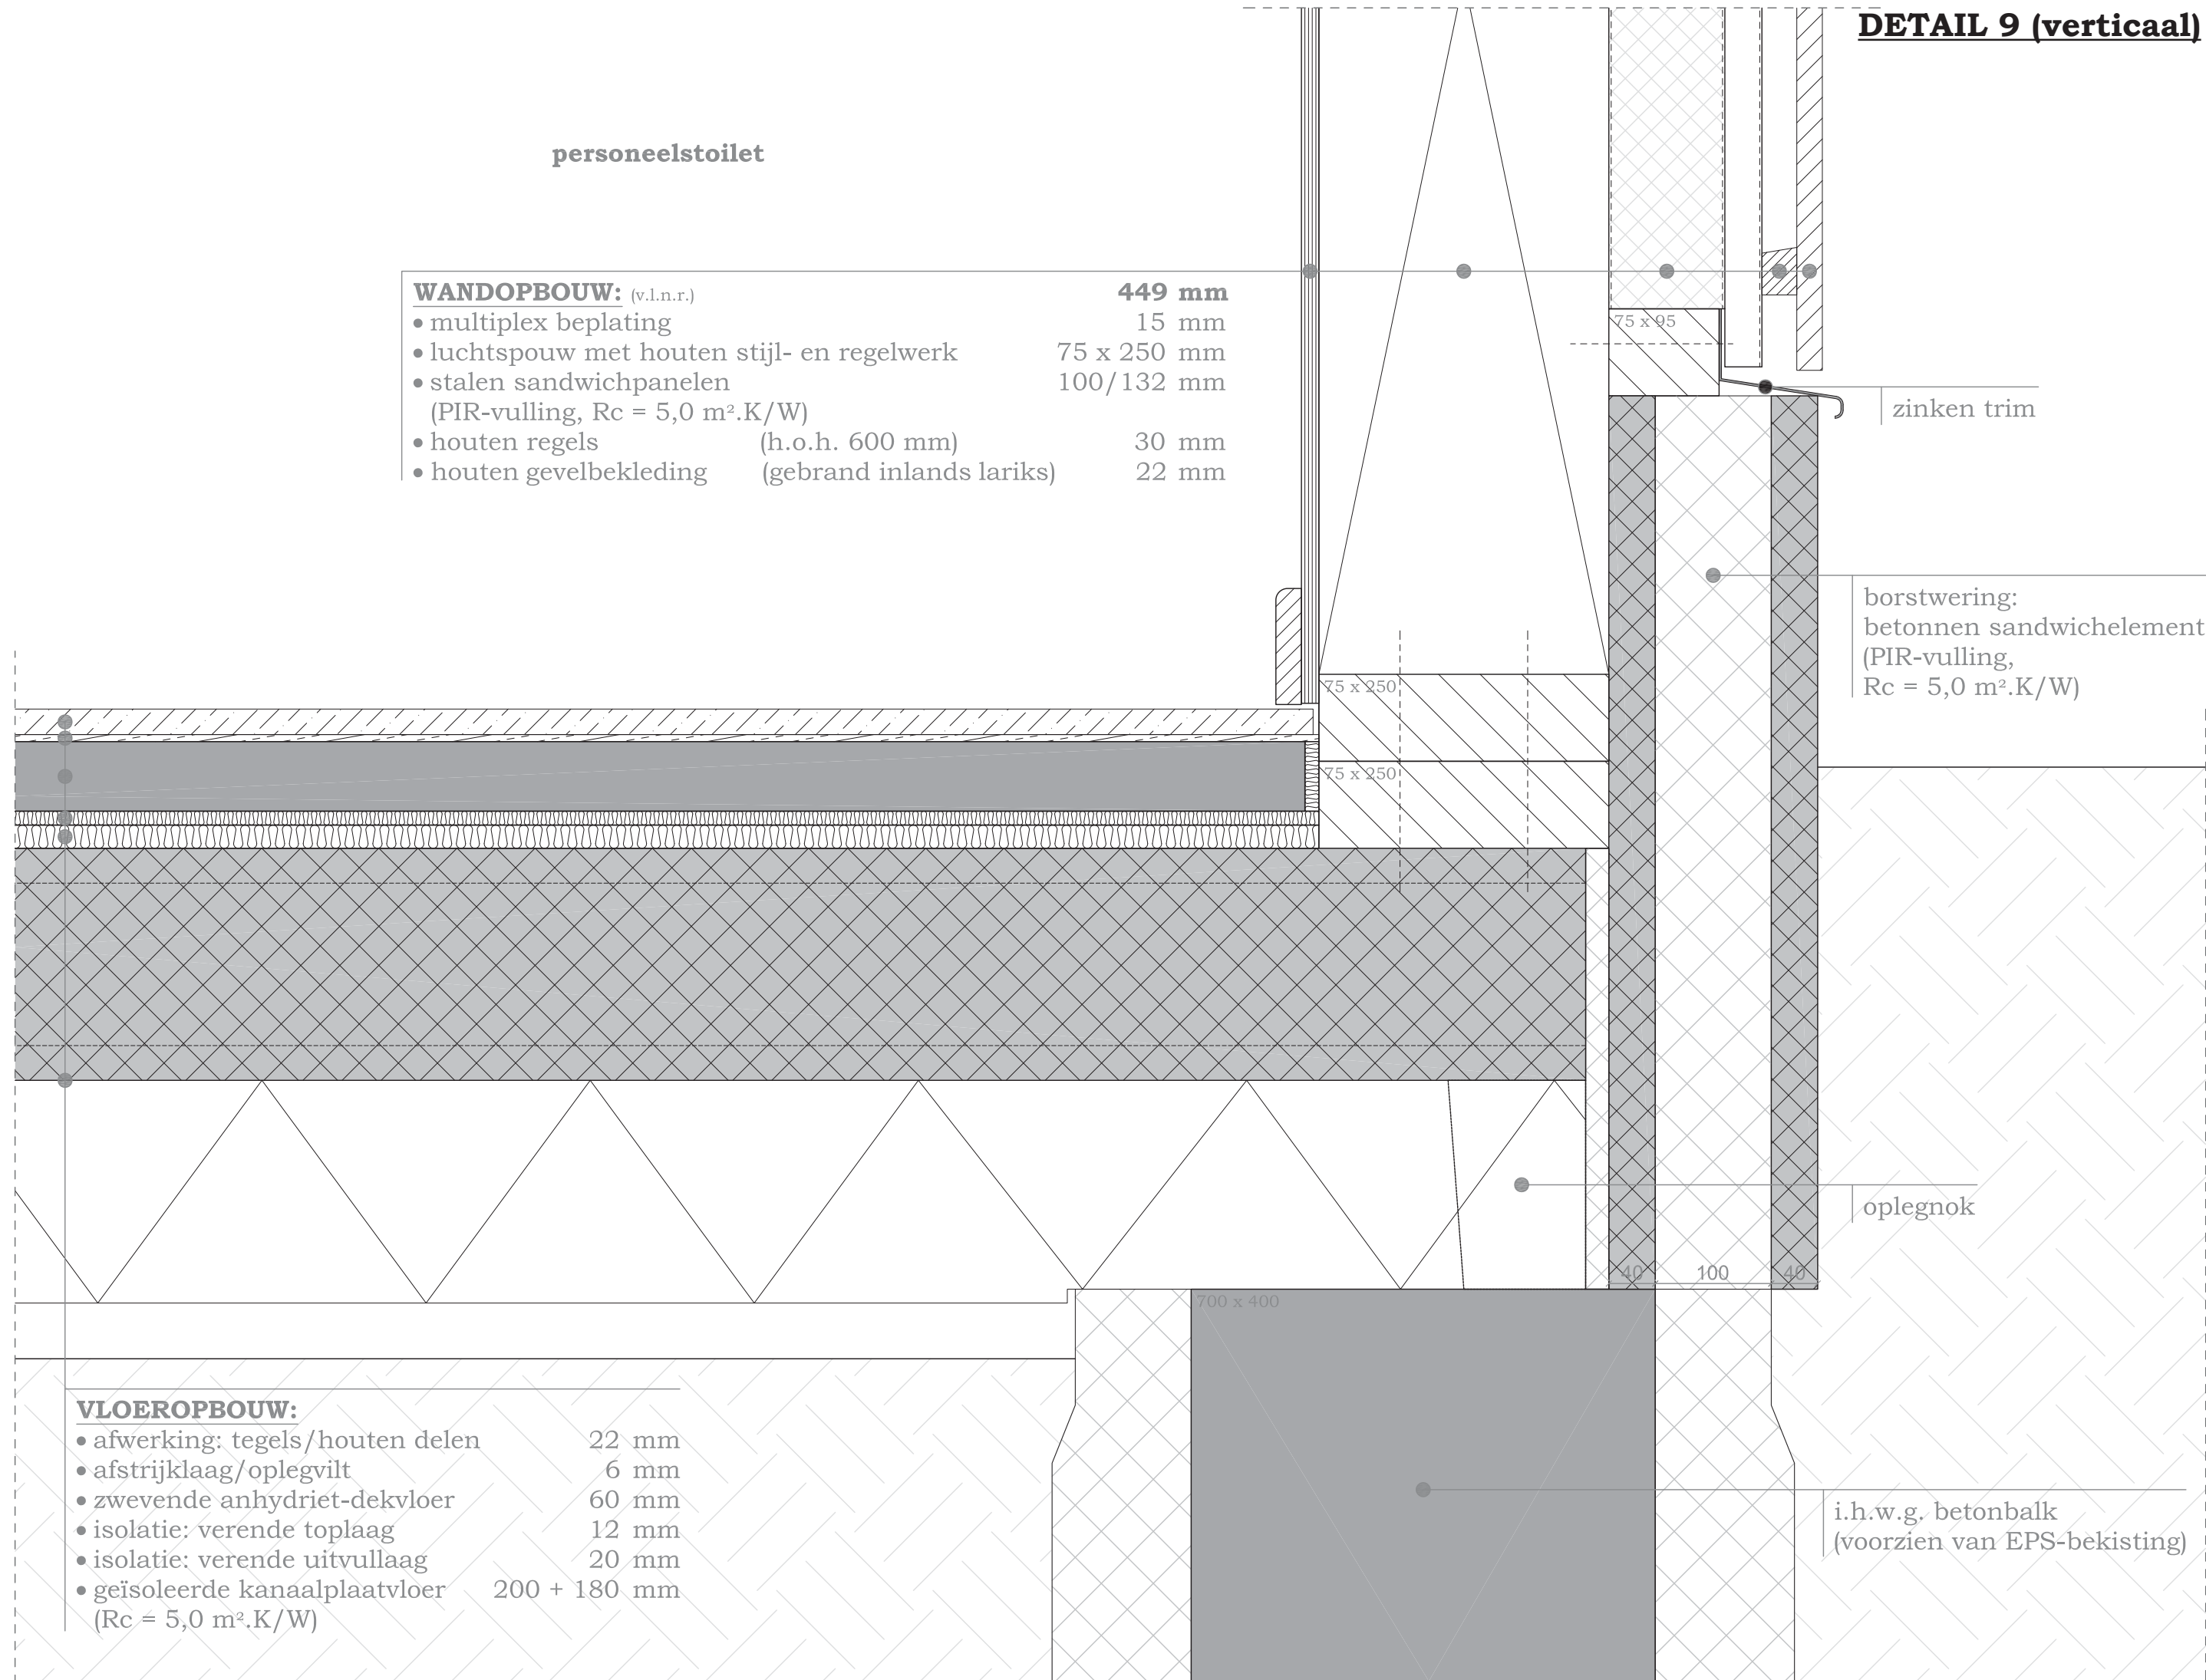 DETAIL 9 (verticaal)
personeelstoilet
WANDOPBOUW: (v.l.n.r.) 449 mm
• multiplex beplating 15 mm
• luchtspouw met houten stijl- en regelwerk 75 x 250 mm
• stalen sandwichpanelen 100/132 mm
(PIR-vulling, Rc = 5,0 m².K/W)
• houten regels (h.o.h. 600 mm) 30 mm
• houten gevelbekleding (gebrand inlands lariks) 22 mm
75 x 95
zinken trim
borstwering:
betonnen sandwichelement
(PIR-vulling,
Rc = 5,0 m².K/W)
75 x 250
75 x 250
oplegnok
40 100 40
700 x 400
VLOEROPBOUW:
• afwerking: tegels/houten delen 22 mm
• afstrijklaag/oplegvilt 6 mm
• zwevende anhydriet-dekvloer 60 mm
• isolatie: verende toplaag 12 mm
• isolatie: verende uitvullaag 20 mm
• geïsoleerde kanaalplaatvloer 200 + 180 mm
(Rc = 5,0 m².K/W)
i.h.w.g. betonbalk
(voorzien van EPS-bekisting)